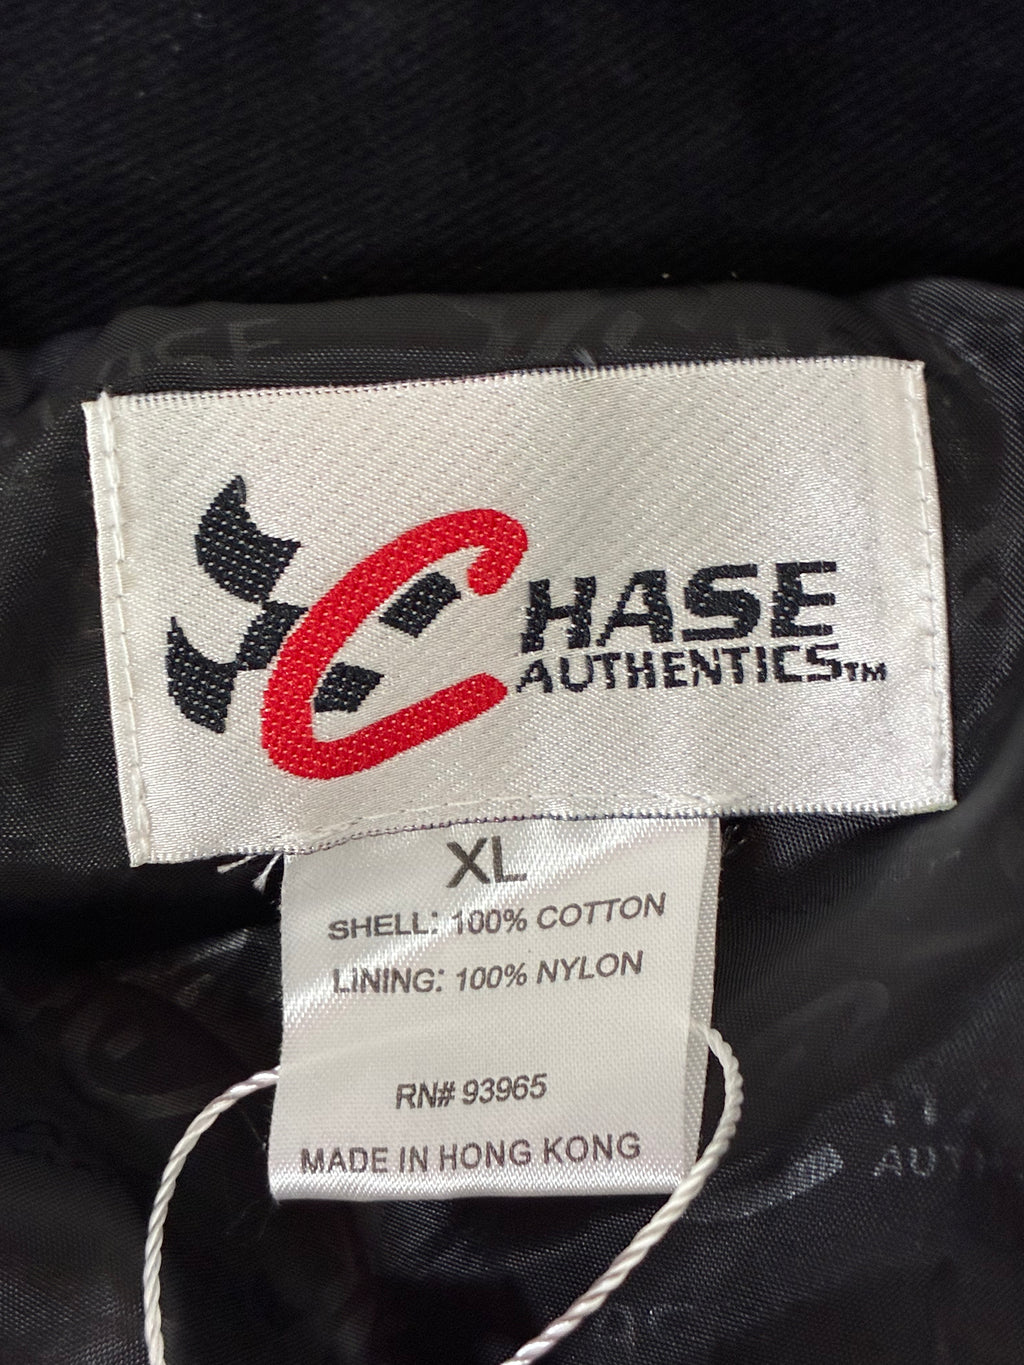 CHASE
AUTHENTICS™
XL
SHELL: 100% COTTON
LINING: 100% NYLON
RN# 93965
MADE IN HONG KONG